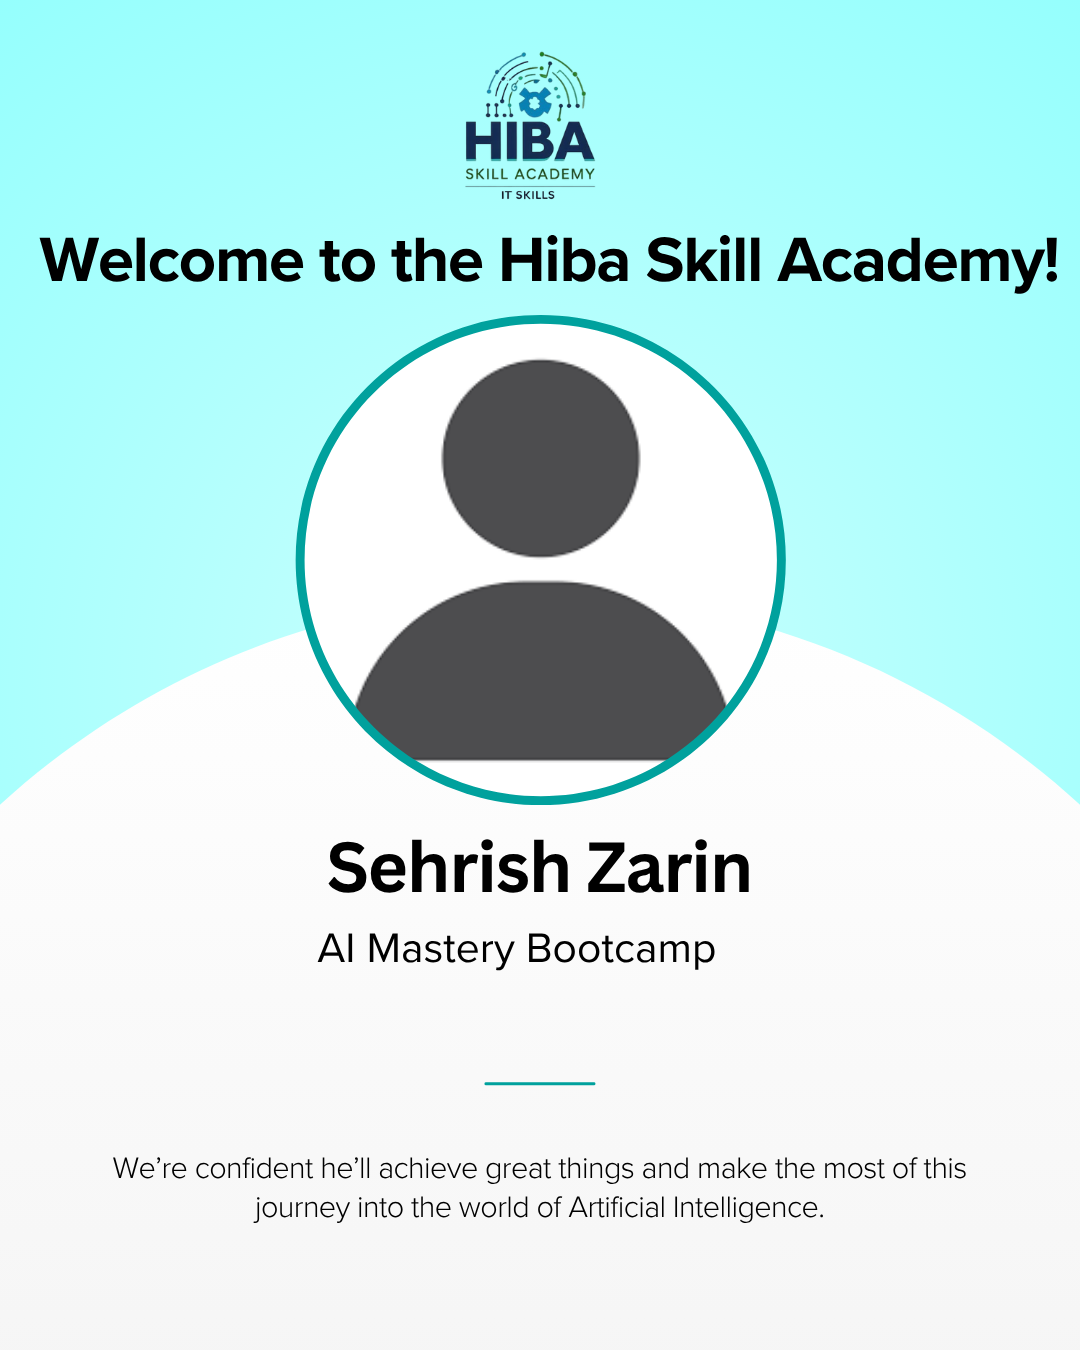 HIBA
SKILL ACADEMY
IT SKILLS
Welcome to the Hiba Skill Academy!
Sehrish Zarin
AI Mastery Bootcamp
We’re confident he’ll achieve great things and make the most of this
journey into the world of Artificial Intelligence.